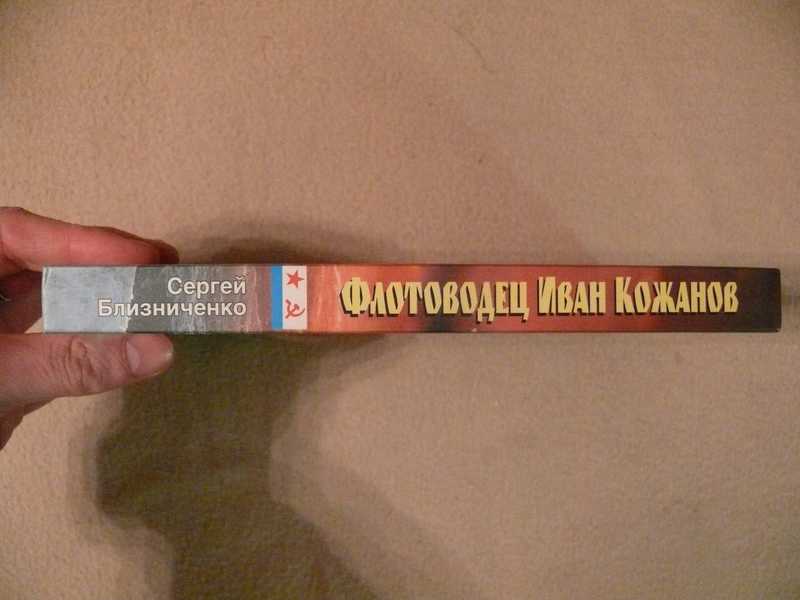 Сергей
Близниченко
Флотоводец Иван Кожанов